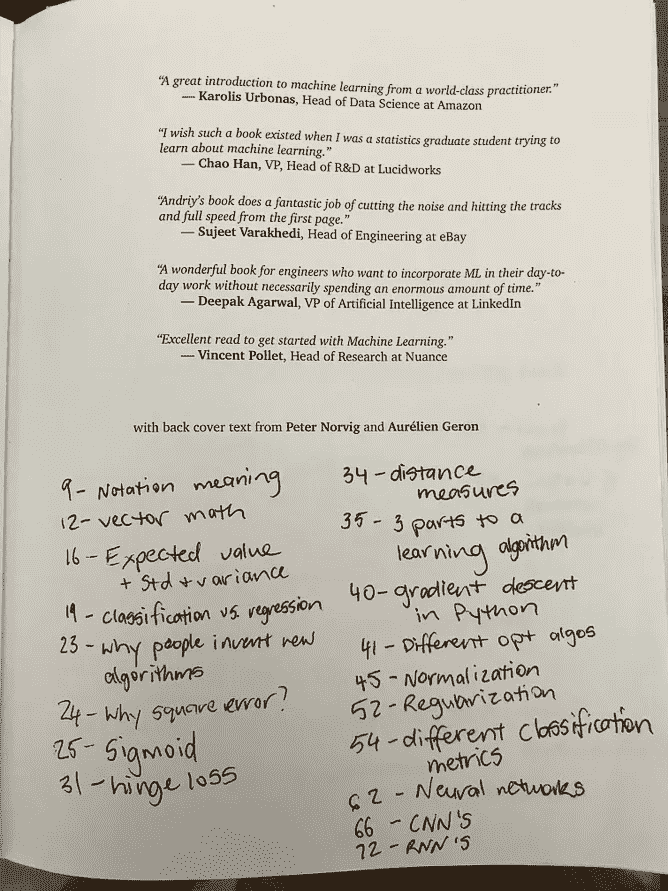 “A great introduction to machine learning from a world-class practitioner.”
— Karolis Urbonas, Head of Data Science at Amazon
“I wish such a book existed when I was a statistics graduate student trying to
learn about machine learning.”
— Chao Han, VP, Head of R&D at Lucidworks
“Andriy’s book does a fantastic job of cutting the noise and hitting the tracks
and full speed from the first page.”
— Sujeet Varakhedi, Head of Engineering at eBay
“A wonderful book for engineers who want to incorporate ML in their day-to-
day work without necessarily spending an enormous amount of time.”
— Deepak Agarwal, VP of Artificial Intelligence at LinkedIn
“Excellent read to get started with Machine Learning.”
— Vincent Pollet, Head of Research at Nuance
with back cover text from Peter Norvig and Aurélien Geron
9 - Notation meaning
12 - vector math
16 - Expected value
+ Std + variance
19 - classification vs. regression
23 - why people invent new
algorithms
24 - Why square error?
25 - Sigmoid
31 - hinge loss
34 - distance
measures
35 - 3 parts to a
learning algorithm
40 - gradient descent
in Python
41 - Different opt algos
45 - Normalization
52 - Regularization
54 - different classification
metrics
62 - Neural networks
66 - CNN'S
72 - RNN'S